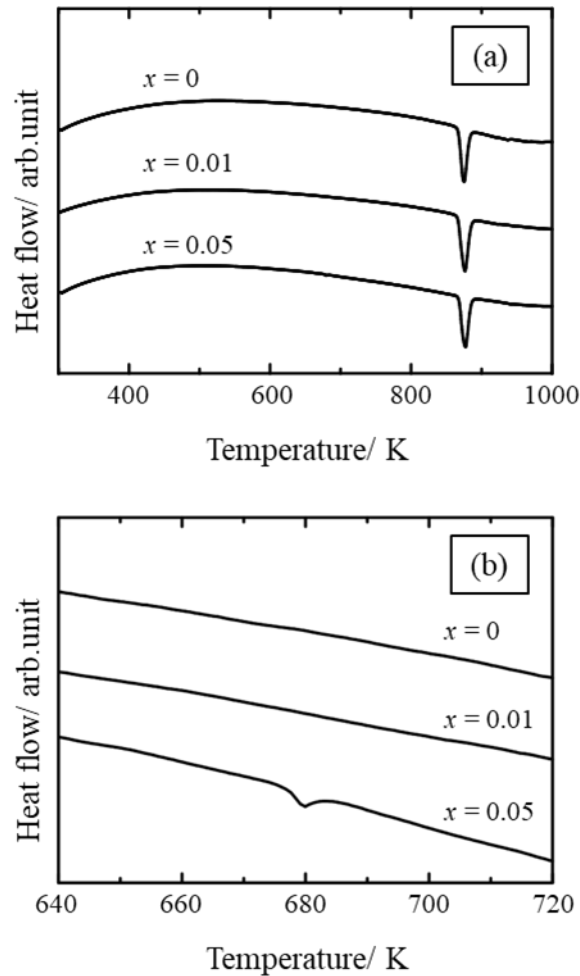 (a)
x = 0
x = 0.01
x = 0.05
Heat flow/ arb.unit
400 600 800 1000
Temperature/ K
(b)
x = 0
x = 0.01
x = 0.05
Heat flow/ arb.unit
640 660 680 700 720
Temperature/ K